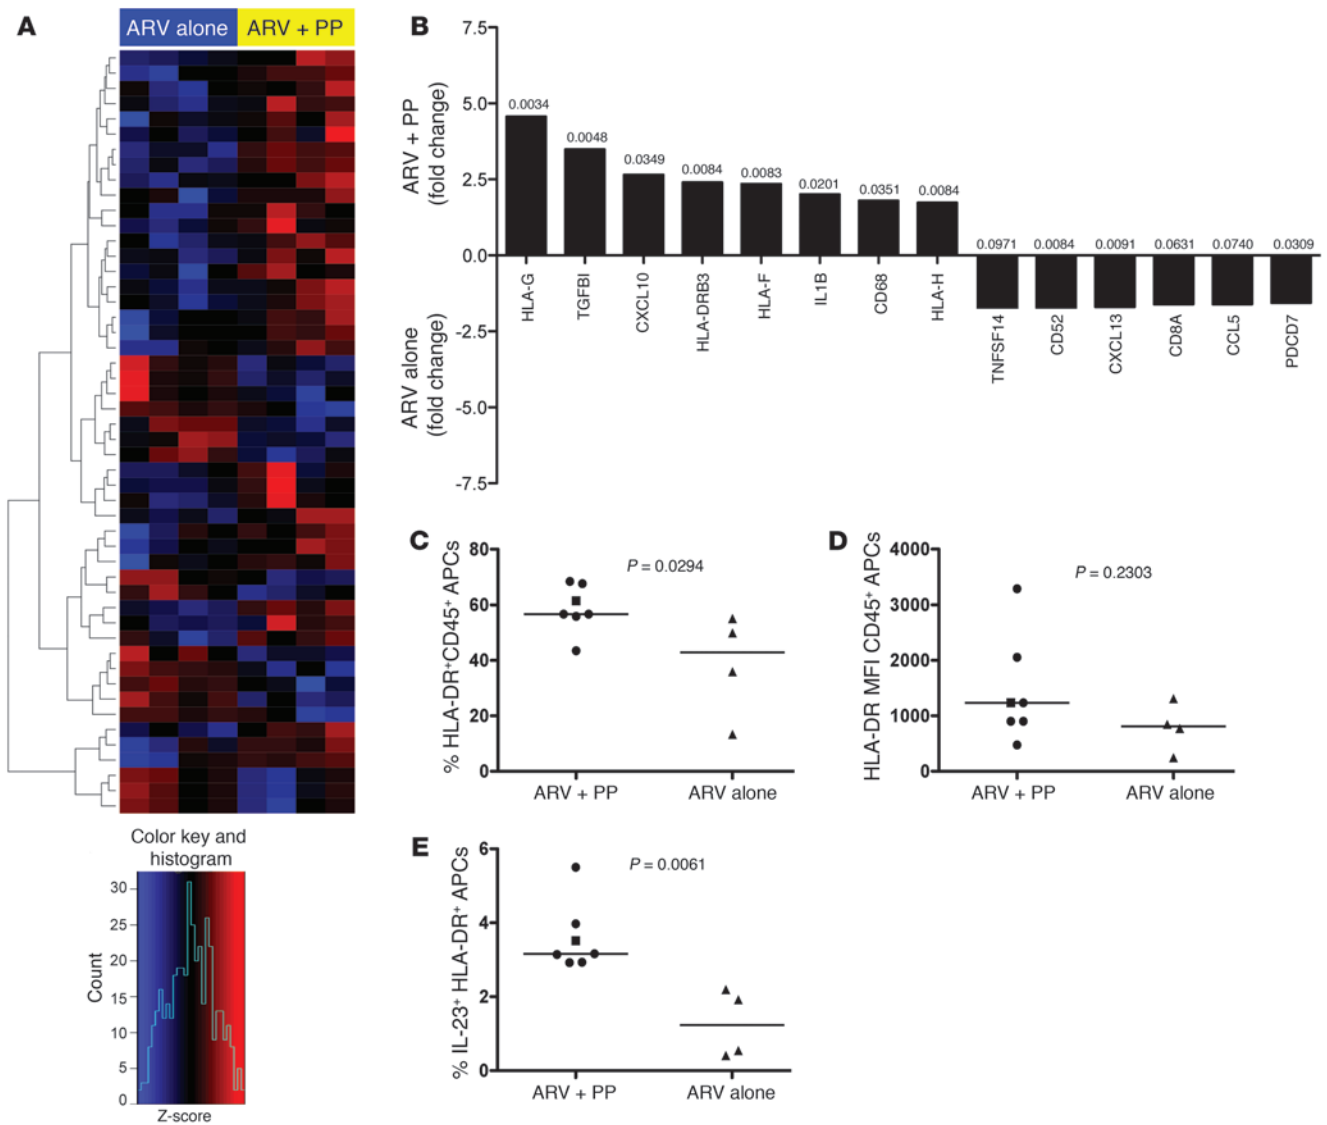 A
ARV alone
ARV + PP
Color key and
histogram
Count
30
25
20
15
10
5
0
Z-score
B
ARV + PP
(fold change)
ARV alone
(fold change)
7.5
5.0
2.5
0.0
-2.5
-5.0
-7.5
0.0034
0.0048
0.0349
0.0084
0.0083
0.0201
0.0351
0.0084
0.0971
0.0084
0.0091
0.0631
0.0740
0.0309
HLA-G
TGFBI
CXCL10
HLA-DRB3
HLA-F
IL1B
CD68
HLA-H
TNFSF14
CD52
CXCL13
CD8A
CCL5
PDCD7
C
% HLA-DR⁺CD45⁺ APCs
80
60
40
20
0
P = 0.0294
ARV + PP
ARV alone
D
HLA-DR MFI CD45⁺ APCs
4000
3000
2000
1000
0
P = 0.2303
ARV + PP
ARV alone
E
% IL-23⁺ HLA-DR⁺ APCs
6
4
2
0
P = 0.0061
ARV + PP
ARV alone